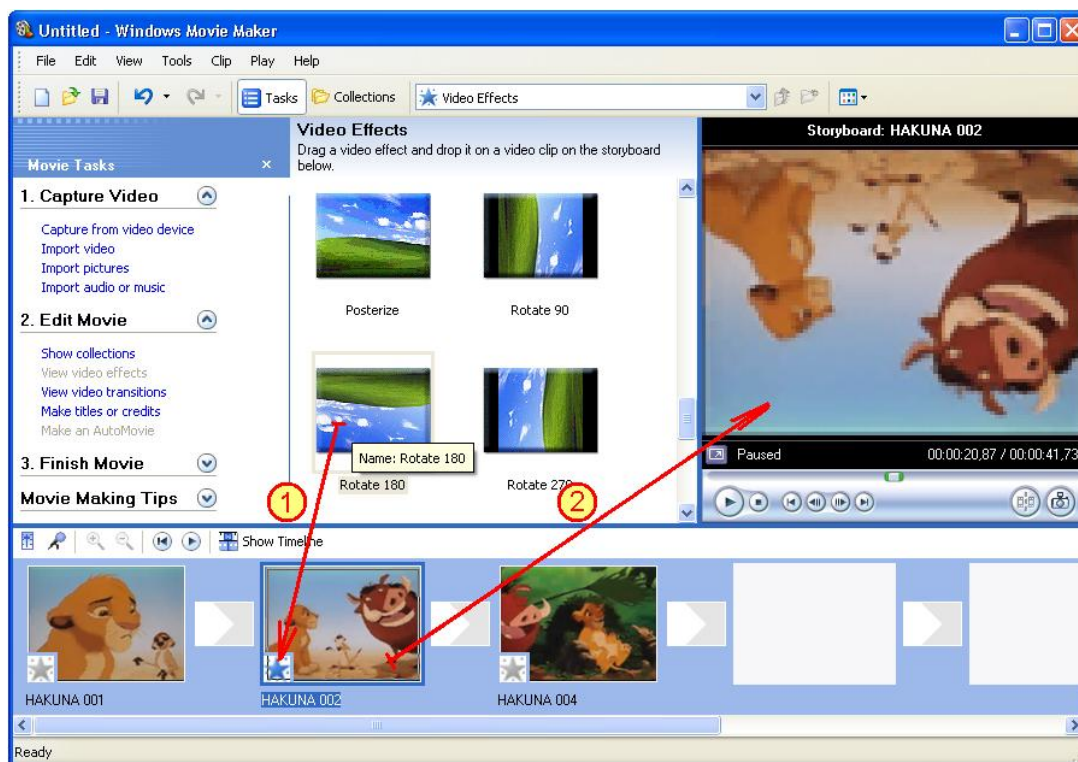 Untitled - Windows Movie Maker
File Edit View Tools Clip Play Help
Tasks Collections Video Effects
Movie Tasks
1. Capture Video
Capture from video device
Import video
Import pictures
Import audio or music
2. Edit Movie
Show collections
View video effects
View video transitions
Make titles or credits
Make an AutoMovie
3. Finish Movie
Movie Making Tips
Video Effects
Drag a video effect and drop it on a video clip on the storyboard
below.
Posterize
Rotate 90
Name: Rotate 180
Rotate 180
Rotate 270
1
2
Storyboard: HAKUNA 002
Paused 00:00:20,87 / 00:00:41,73
Show Timeline
HAKUNA 001
HAKUNA 002
HAKUNA 004
Ready